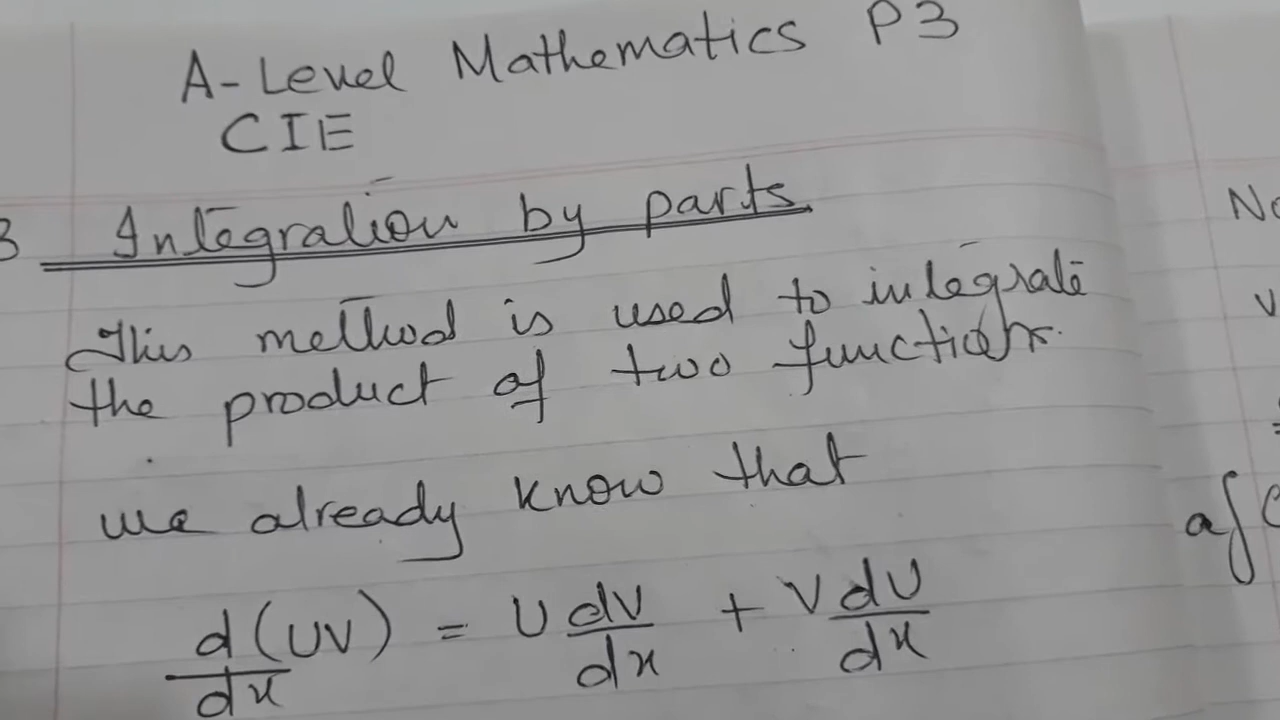 A-Level Mathematics P3
CIE
3 Integration by parts
This method is used to integrate
the product of two functions.
we already know that
d/dx (UV) = U dV/dx + V dU/dx